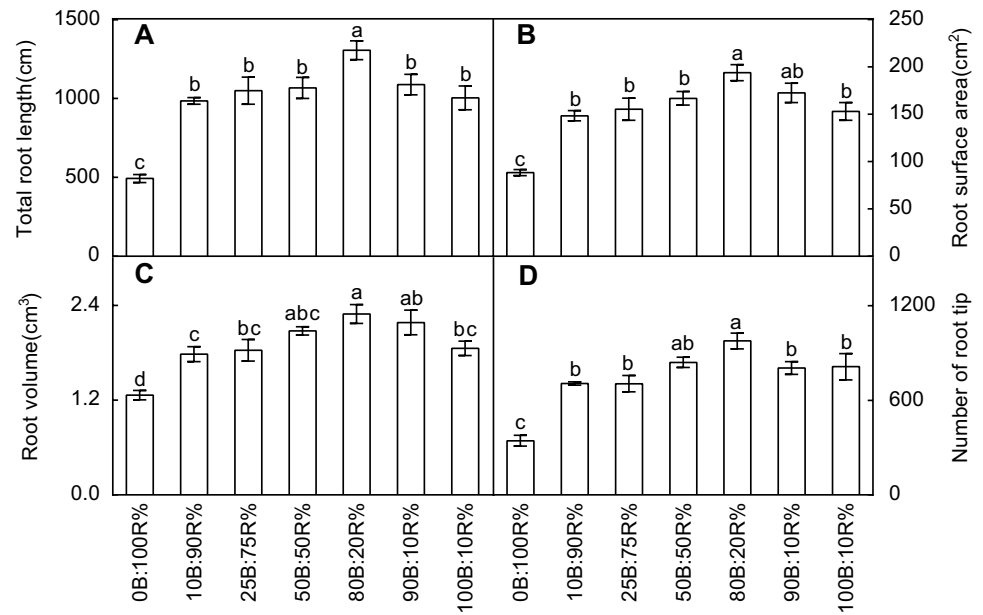 1500
1000
500
0
Total root length(cm)
A
c
b
b
b
a
b
b
B
c
b
b
b
a
ab
b
250
200
150
100
50
0
Root surface area(cm²)
2.4
1.2
0.0
Root volume(cm³)
C
d
c
bc
abc
a
ab
bc
D
c
b
b
ab
a
b
b
1200
600
0
Number of root tip
0B:100R%
10B:90R%
25B:75R%
50B:50R%
80B:20R%
90B:10R%
100B:10R%
0B:100R%
10B:90R%
25B:75R%
50B:50R%
80B:20R%
90B:10R%
100B:10R%